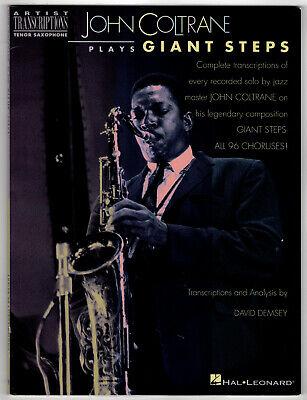 ARTIST
TRANSCRIPTIONS
TENOR SAXOPHONE
JOHN COLTRANE
PLAYS GIANT STEPS
Complete transcriptions of
every recorded solo by jazz
master JOHN COLTRANE on
his legendary composition
GIANT STEPS-
ALL 96 CHORUSES!
Transcriptions and Analysis by
DAVID DEMSEY
HAL•LEONARD®